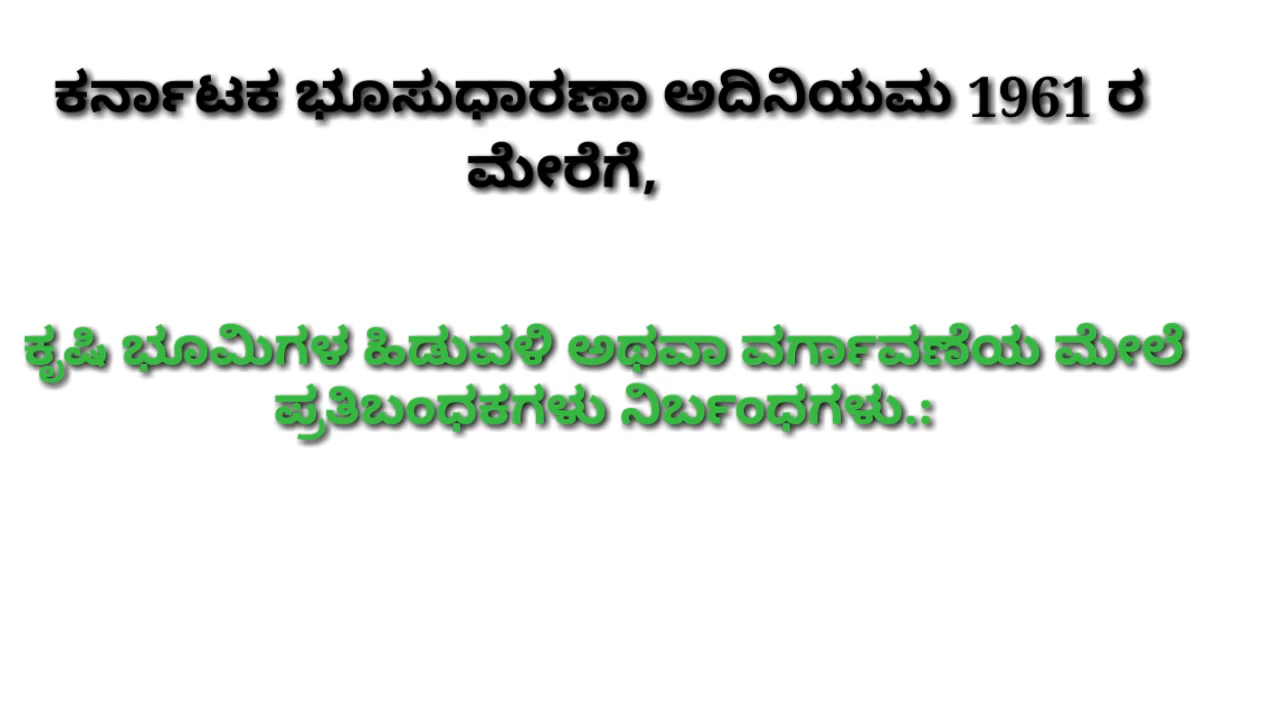 ಕರ್ನಾಟಕ ಭೂಸುಧಾರಣಾ ಅದಿನಿಯಮ 1961 ರ
ಮೇರೆಗೆ,
ಕೃಷಿ ಭೂಮಿಗಳ ಹಿಡುವಳಿ ಅಥವಾ ವರ್ಗಾವಣೆಯ ಮೇಲೆ
ಪ್ರತಿಬಂಧಕಗಳು ನಿರ್ಬಂಧಗಳು.: